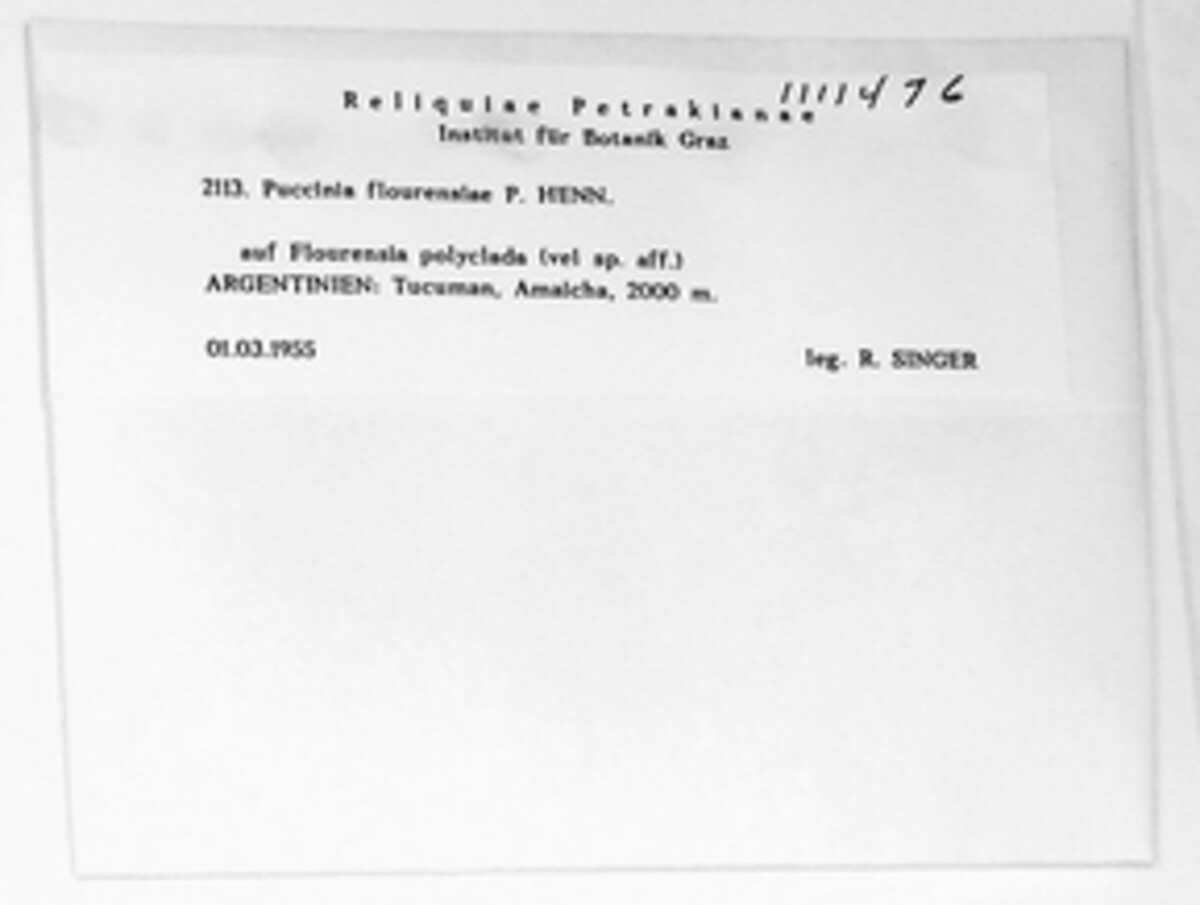 1111476
Reliquiae Petrakianae
Institut für Botanik Graz
2113. Puccinia flourensiae P. HENN.
auf Flourensia polyclada (vel sp. aff.)
ARGENTINIEN: Tucuman, Amaicha, 2000 m.
01.03.1955
leg. R. SINGER